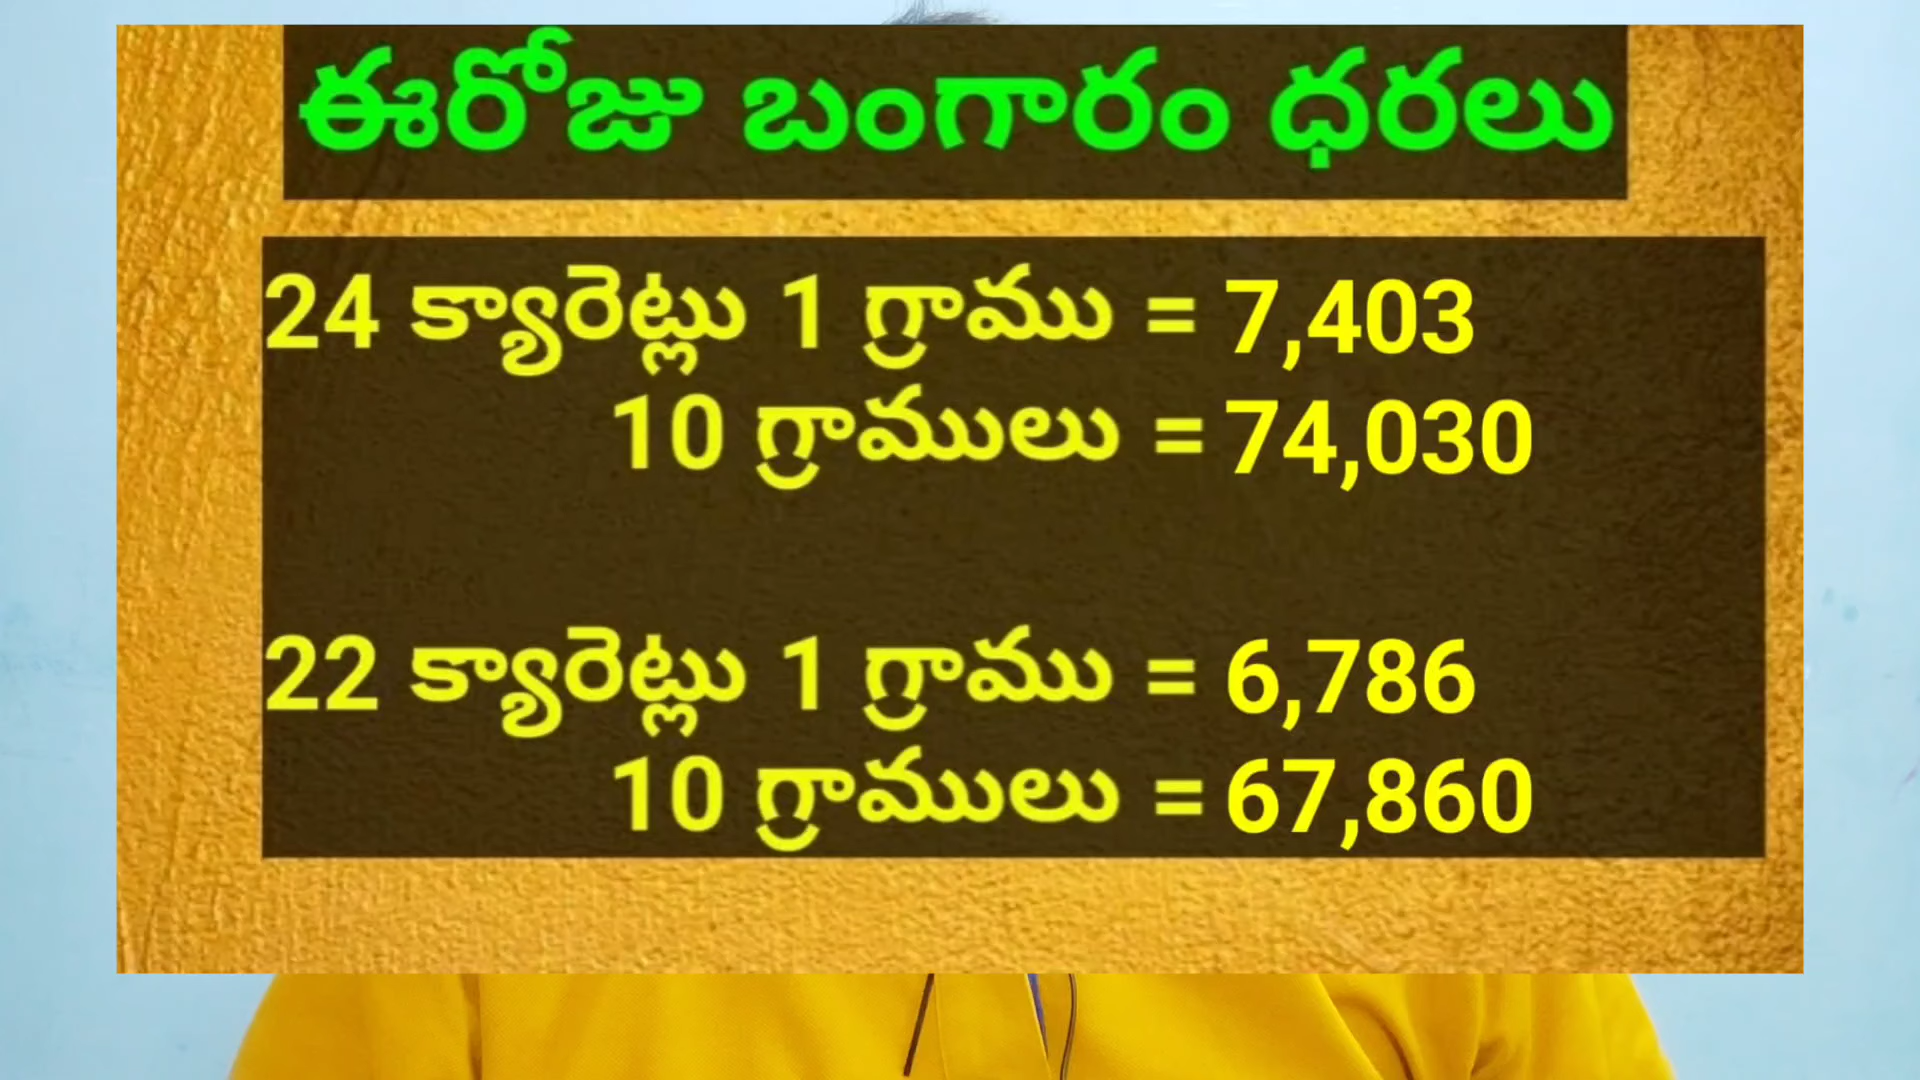 ఈరోజు బంగారం ధరలు
24 క్యారెట్లు 1 గ్రాము = 7,403
10 గ్రాములు = 74,030
22 క్యారెట్లు 1 గ్రాము = 6,786
10 గ్రాములు = 67,860